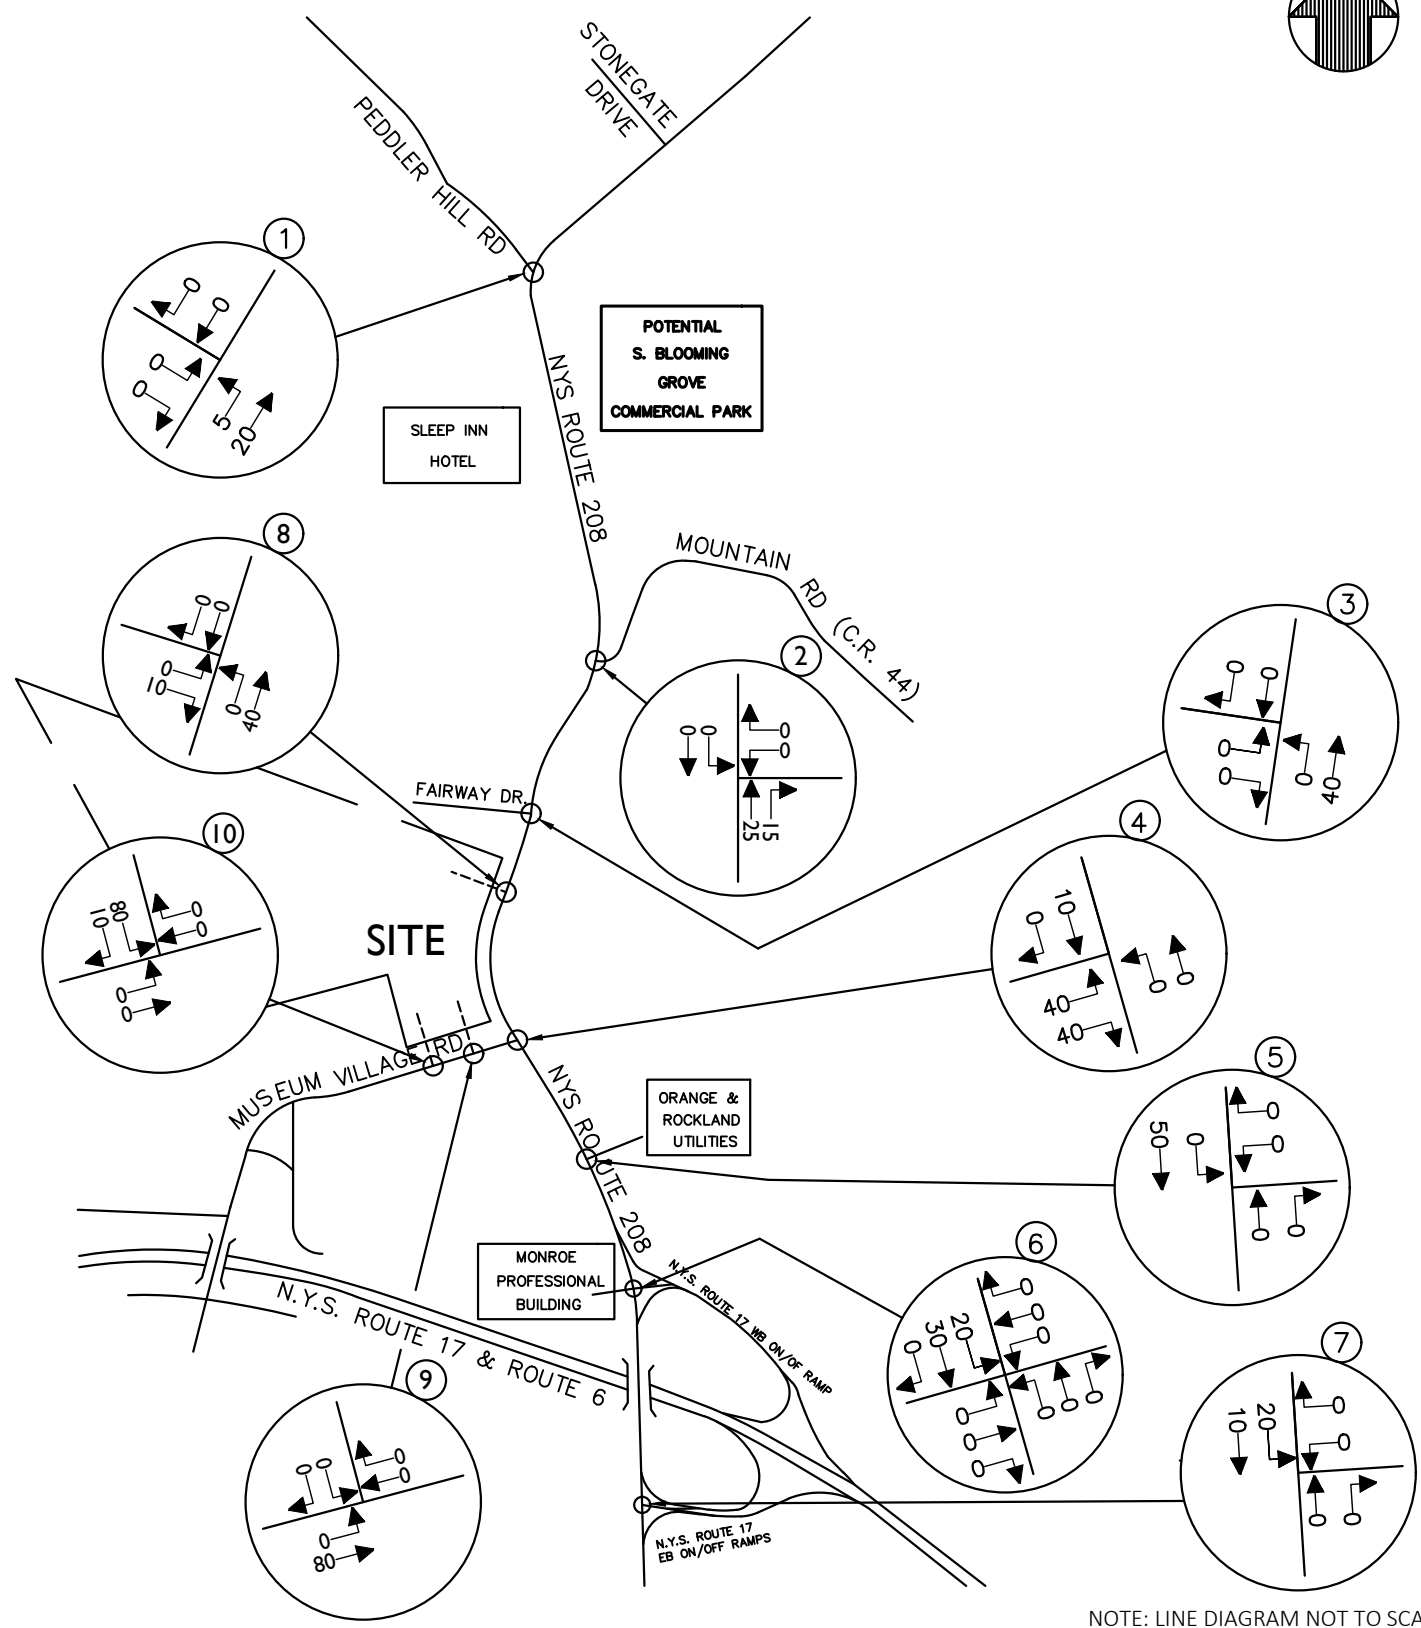 STONEGATE
DRIVE
PEDDLER HILL RD
1
0
0
0
0
5
20
POTENTIAL
S. BLOOMING
GROVE
COMMERCIAL PARK
NYS ROUTE 208
SLEEP INN
HOTEL
8
0
0
0
10
0
40
MOUNTAIN
RD (C.R. 44)
2
0
0
0
0
25
15
3
0
0
0
0
0
40
FAIRWAY DR.
10
10
80
0
0
0
0
4
0
10
40
40
0
0
SITE
MUSEUM VILLAGE RD
NYS ROUTE 208
ORANGE &
ROCKLAND
UTILITIES
5
50
0
0
0
0
0
MONROE
PROFESSIONAL
BUILDING
N.Y.S. ROUTE 17 WB ON/OF RAMP
6
0
30
20
0
0
0
0
0
0
0
0
0
N.Y.S. ROUTE 17 & ROUTE 6
7
10
20
0
0
0
0
9
0
0
0
0
0
80
N.Y.S. ROUTE 17
EB ON/OFF RAMPS
NOTE: LINE DIAGRAM NOT TO SCA